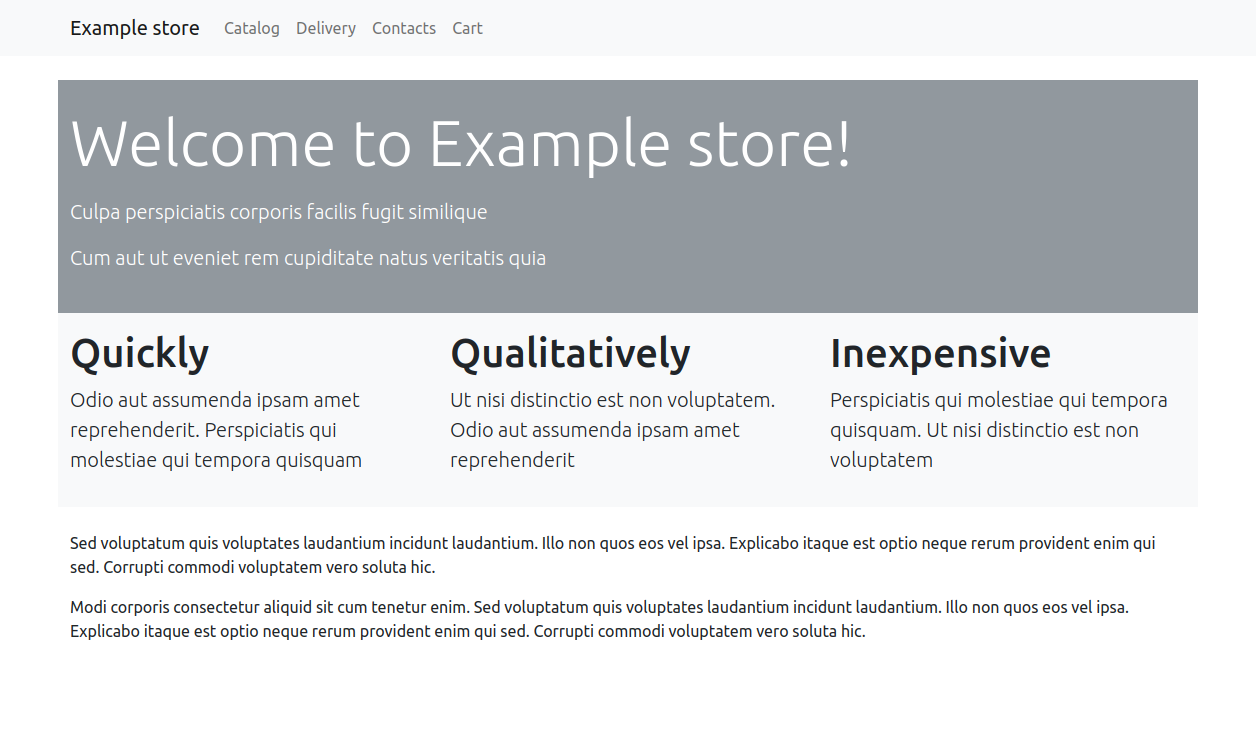 Example store Catalog Delivery Contacts Cart
Welcome to Example store!
Culpa perspiciatis corporis facilis fugit similique
Cum aut ut eveniet rem cupiditate natus veritatis quia
Quickly
Odio aut assumenda ipsam amet
reprehenderit. Perspiciatis qui
molestiae qui tempora quisquam
Qualitatively
Ut nisi distinctio est non voluptatem.
Odio aut assumenda ipsam amet
reprehenderit
Inexpensive
Perspiciatis qui molestiae qui tempora
quisquam. Ut nisi distinctio est non
voluptatem
Sed voluptatum quis voluptates laudantium incidunt laudantium. Illo non quos eos vel ipsa. Explicabo itaque est optio neque rerum provident enim qui
sed. Corrupti commodi voluptatem vero soluta hic.
Modi corporis consectetur aliquid sit cum tenetur enim. Sed voluptatum quis voluptates laudantium incidunt laudantium. Illo non quos eos vel ipsa.
Explicabo itaque est optio neque rerum provident enim qui sed. Corrupti commodi voluptatem vero soluta hic.